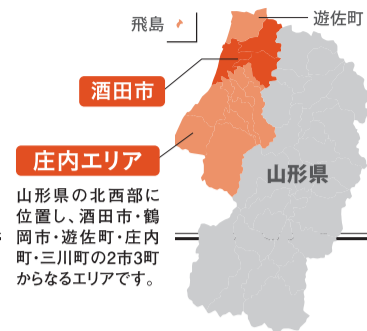 飛島
遊佐町
酒田市
庄内エリア
山形県
山形県の北西部に
位置し、酒田市・鶴
岡市・遊佐町・庄内
町・三川町の2市3町
からなるエリアです。